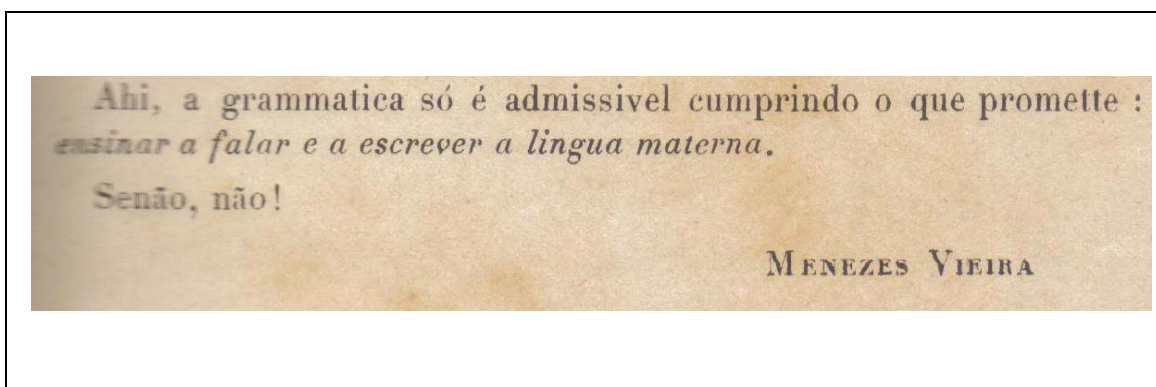 Ahi, a grammatica só é admissivel cumprindo o que promette :
ensinar a falar e a escrever a lingua materna.
Senão, não!
MENEZES VIEIRA